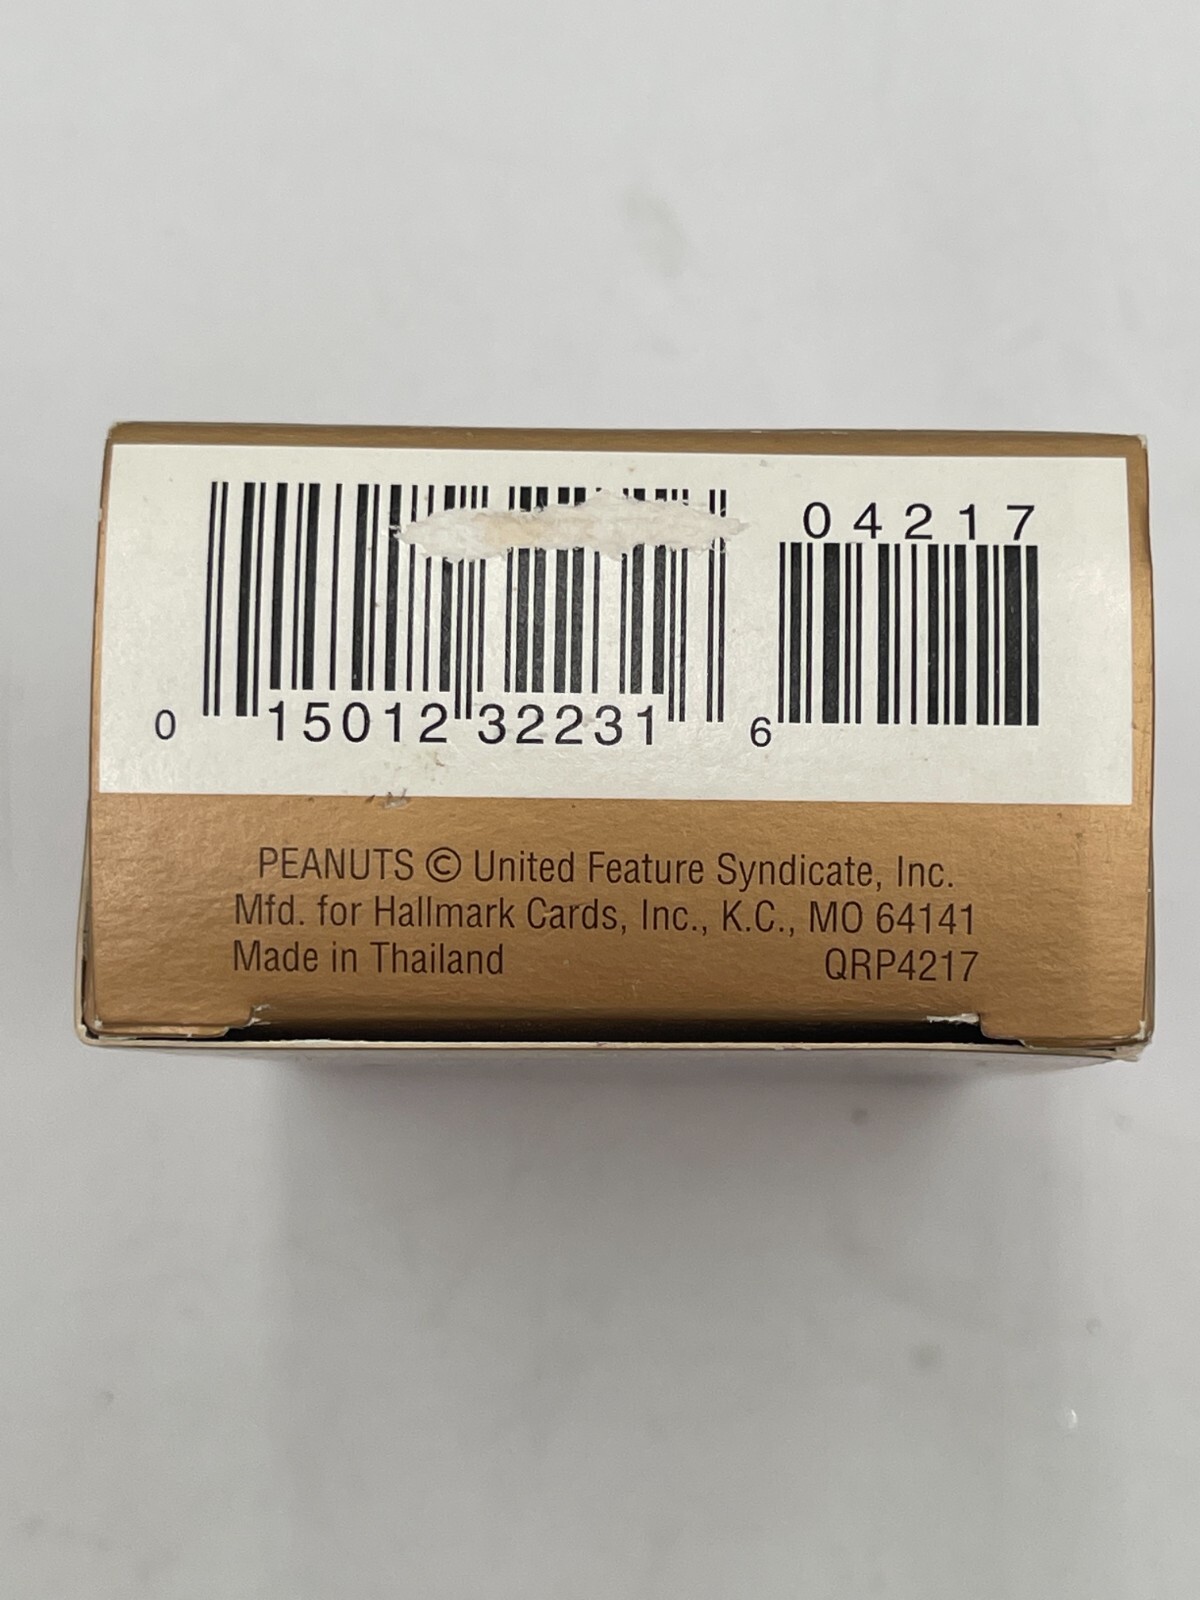 04217
0 15012 32231 6
PEANUTS © United Feature Syndicate, Inc.
Mfd. for Hallmark Cards, Inc., K.C., MO 64141
Made in Thailand QRP4217